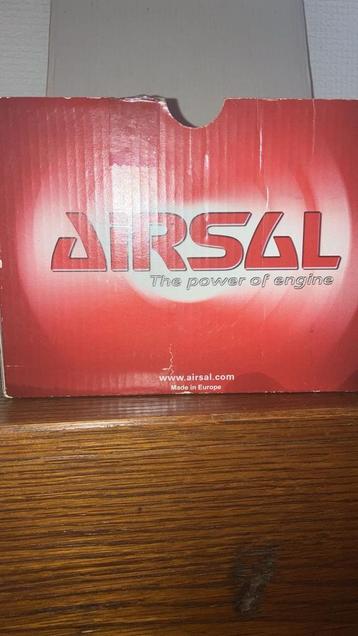 AIRSAL
The power of engine
www.airsal.com
Made in Europe